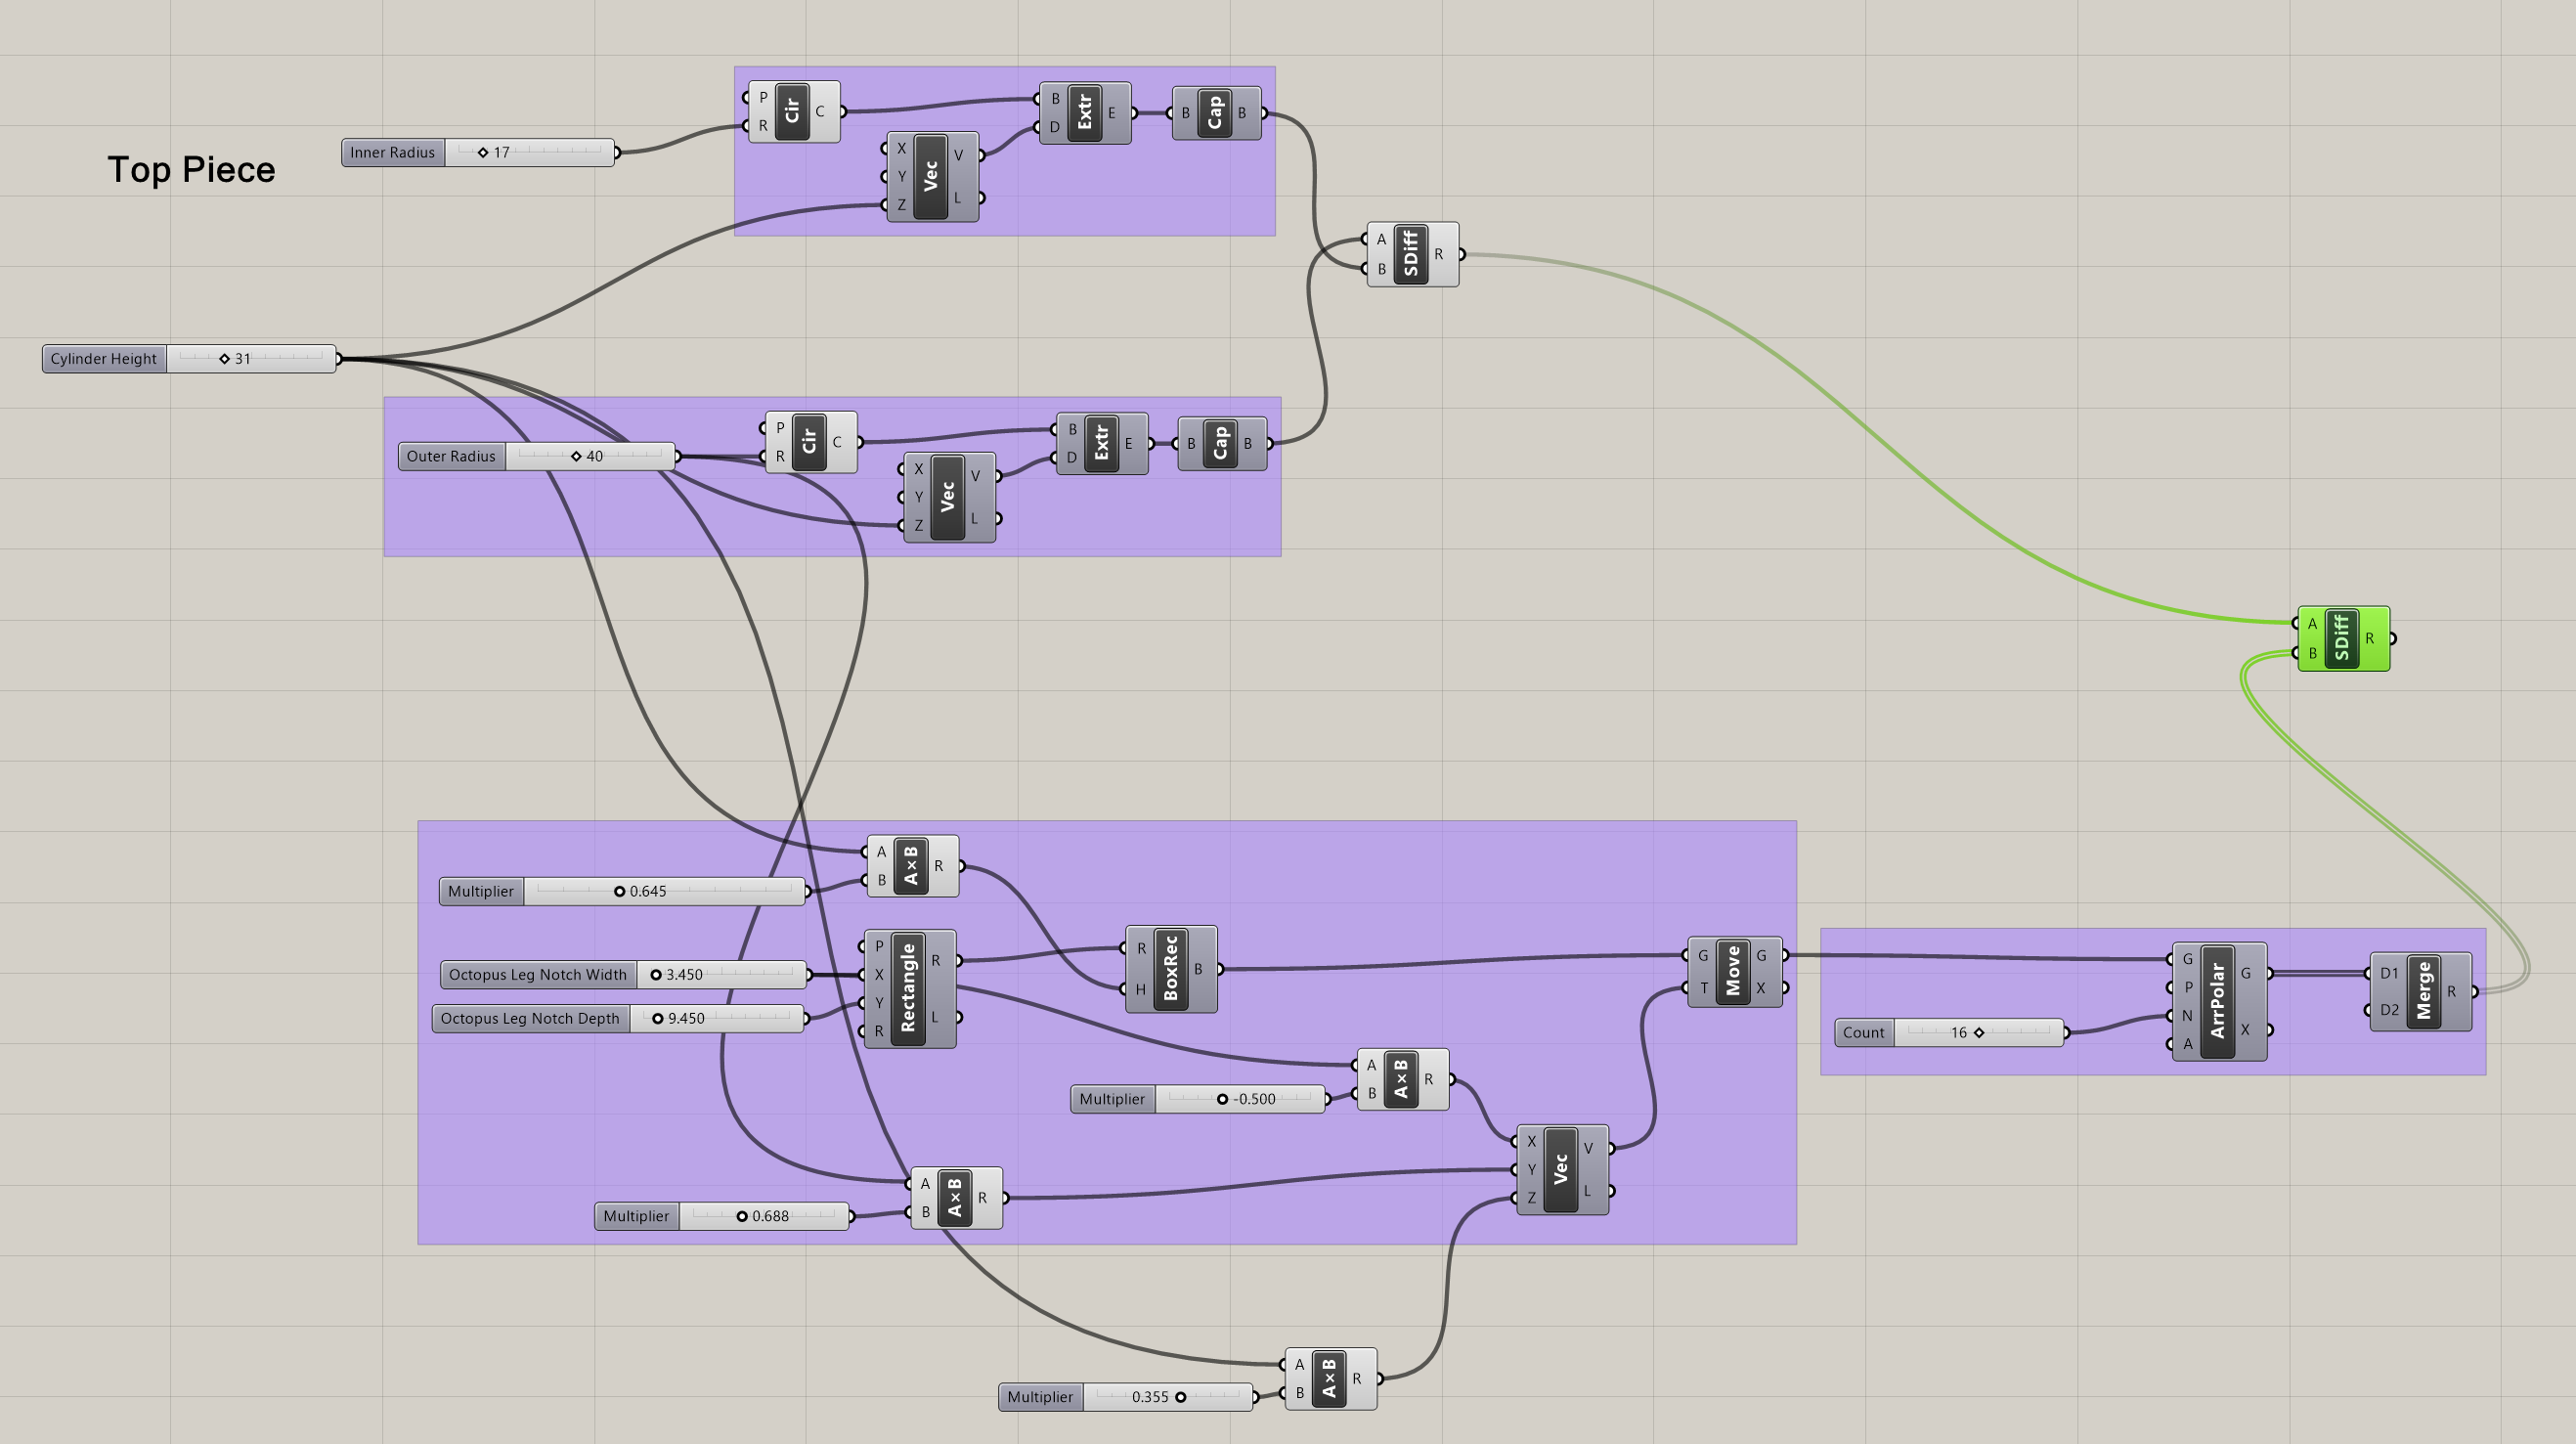 Top Piece
Inner Radius 17
P
R
Cir
C
X
Y
Z
Vec
V
L
B
D
Extr
E
B
Cap
B
A
B
SDiff
R
Cylinder Height 31
Outer Radius 40
P
R
Cir
C
X
Y
Z
Vec
V
L
B
D
Extr
E
B
Cap
B
A
B
SDiff
R
Multiplier 0.645
A
B
A×B
R
Octopus Leg Notch Width 3.450
Octopus Leg Notch Depth 9.450
P
X
Y
R
Rectangle
R
L
R
H
BoxRec
B
Multiplier -0.500
A
B
A×B
R
Multiplier 0.688
A
B
A×B
R
X
Y
Z
Vec
V
L
G
T
Move
G
X
Count 16
G
P
N
A
ArrPolar
G
X
D1
D2
Merge
R
Multiplier 0.355
A
B
A×B
R